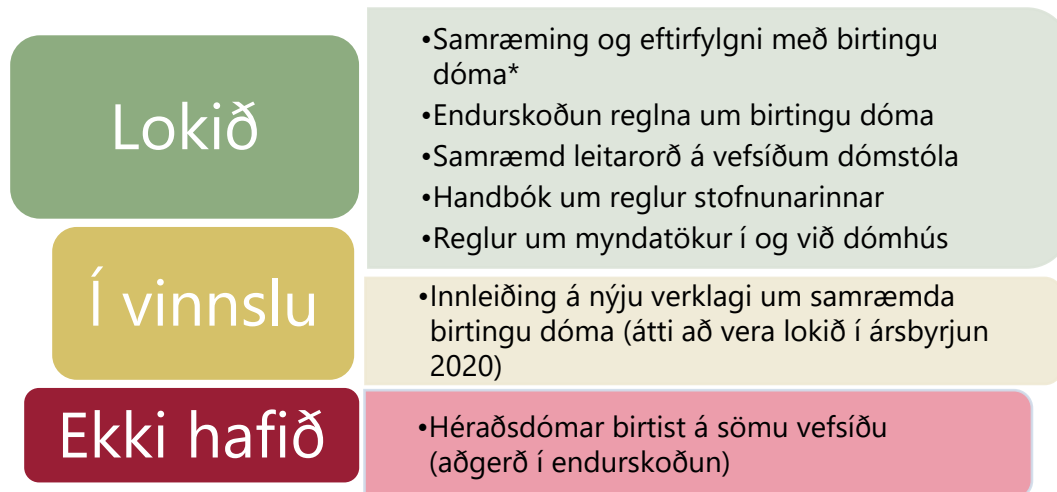 Lokið
•Samræming og eftirfylgni með birtingu
dóma*
•Endurskoðun reglna um birtingu dóma
•Samræmd leitarorð á vefsíðum dómstóla
•Handbók um reglur stofnunarinnar
•Reglur um myndatökur í og við dómhús
Í vinnslu
•Innleiðing á nýju verklagi um samræmda
birtingu dóma (átti að vera lokið í ársbyrjun
2020)
Ekki hafið
•Héraðsdómar birtist á sömu vefsíðu
(aðgerð í endurskoðun)